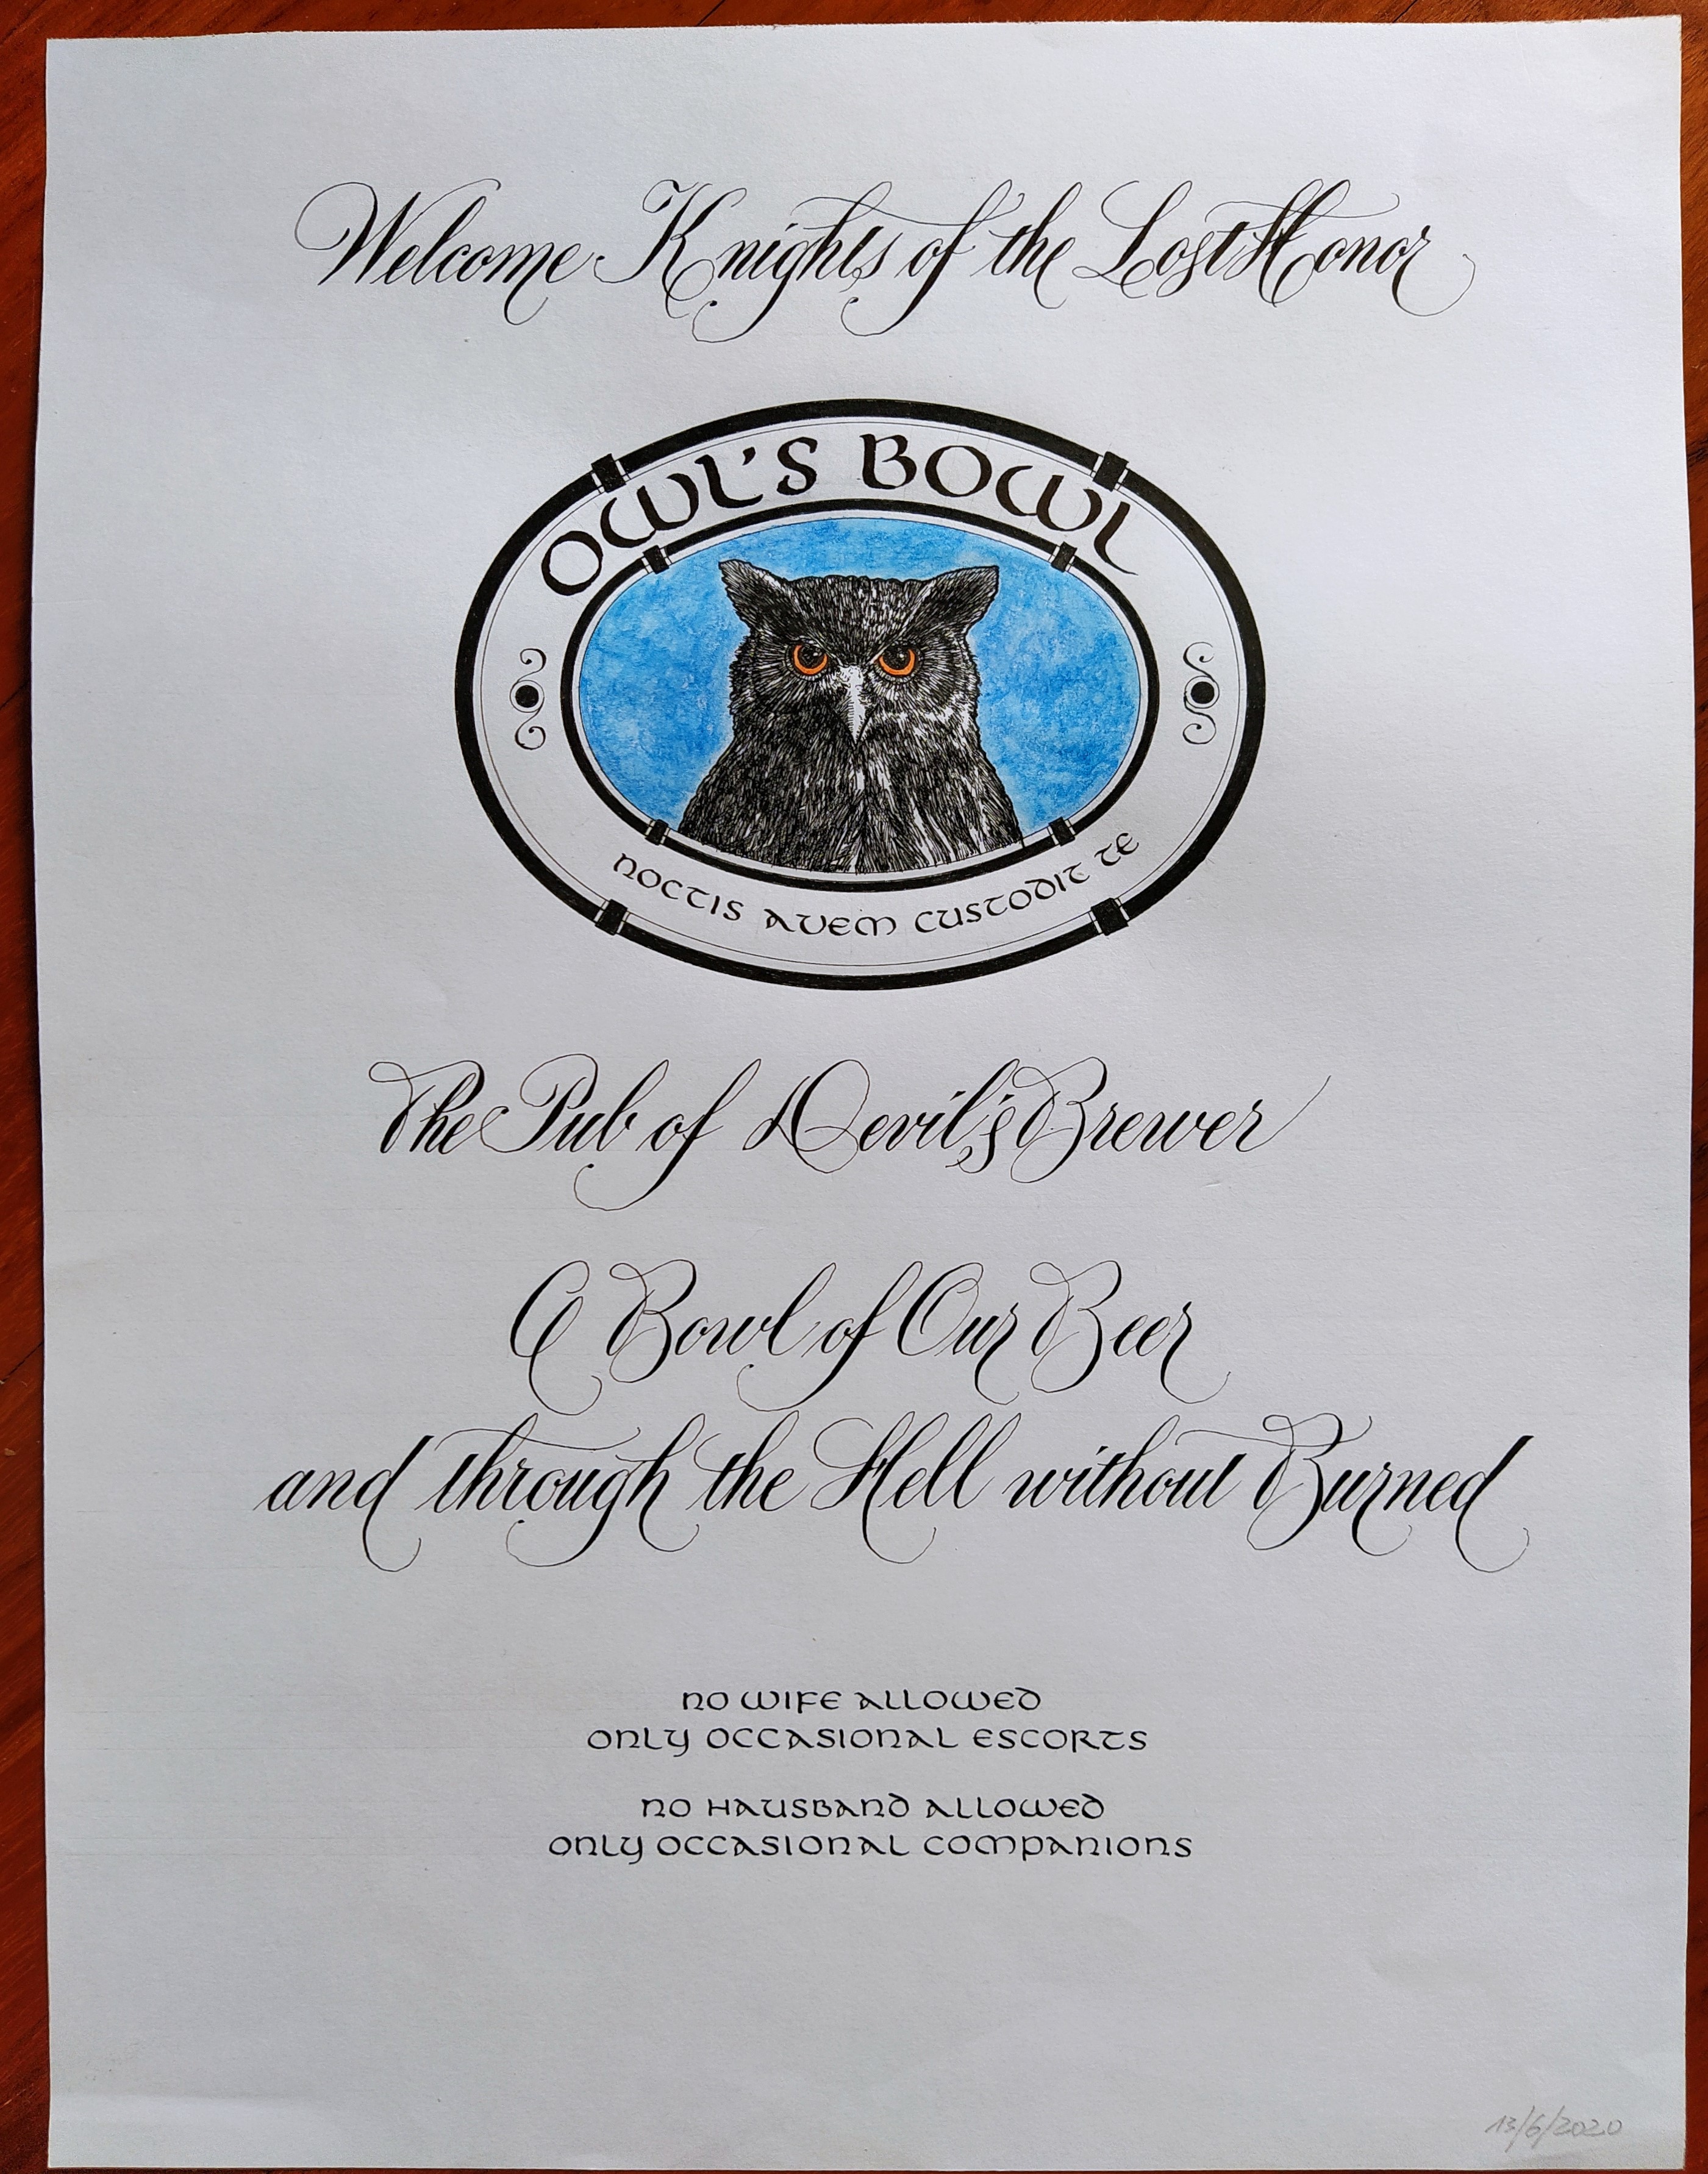 Welcome Knights of the Lost Honor
OWL'S BOWL
NOCTIS AVEM CUSTODIT TE
The Pub of Devil's Brewer
A Bowl of Our Beer
and through the Hell without Burned
NO WIFE ALLOWED
ONLY OCCASIONAL ESCORTS
NO HAUSBAND ALLOWED
ONLY OCCASIONAL COMPANIONS
13/6/2020